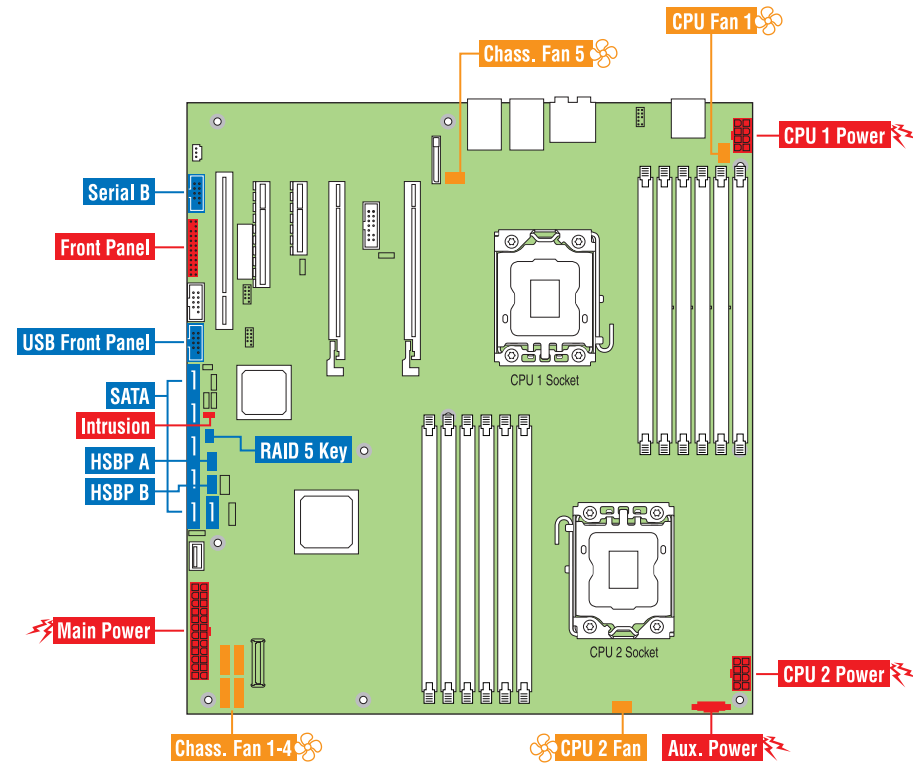 CPU Fan 1
Chass. Fan 5
CPU 1 Power
Serial B
Front Panel
USB Front Panel
SATA
CPU 1 Socket
Intrusion
RAID 5 Key
HSBP A
HSBP B
Main Power
CPU 2 Socket
CPU 2 Power
Chass. Fan 1-4
CPU 2 Fan
Aux. Power